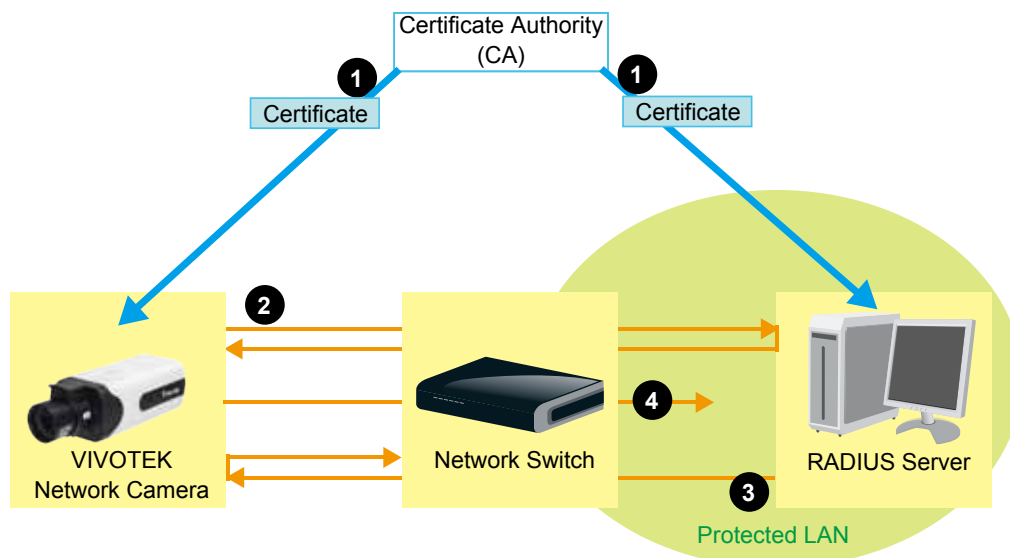 Certificate Authority
(CA)
1
1
Certificate
Certificate
2
4
VIVOTEK
Network Camera
Network Switch
RADIUS Server
3
Protected LAN